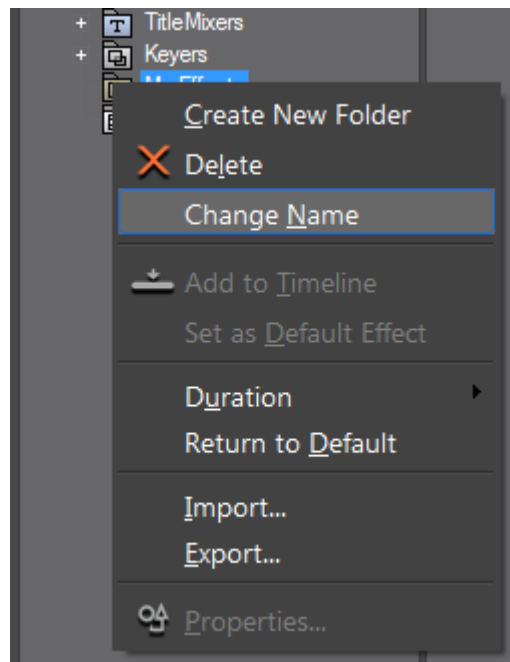 TitleMixers
Keyers
Create New Folder
Delete
Change Name
Add to Timeline
Set as Default Effect
Duration
Return to Default
Import...
Export...
Properties...